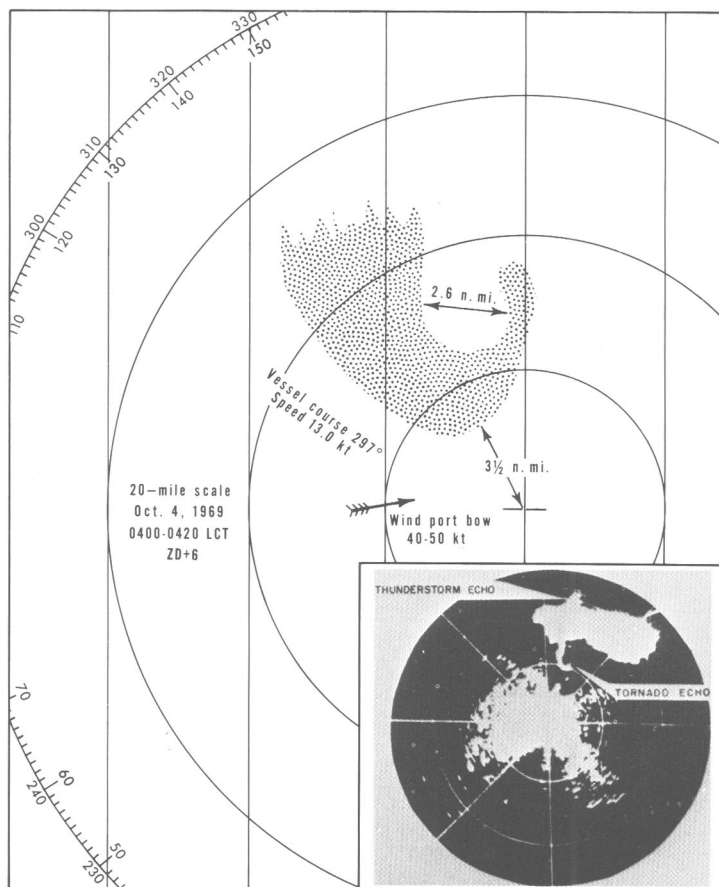 330
150
320
140
310
130
300
120
110
2.6 n. mi.
Vessel course 297°
Speed 13.0 kt
3½ n. mi.
20–mile scale
Oct. 4, 1969
0400-0420 LCT
ZD+6
Wind port bow
40-50 kt
THUNDERSTORM ECHO
TORNADO ECHO
70
60
240
50
230